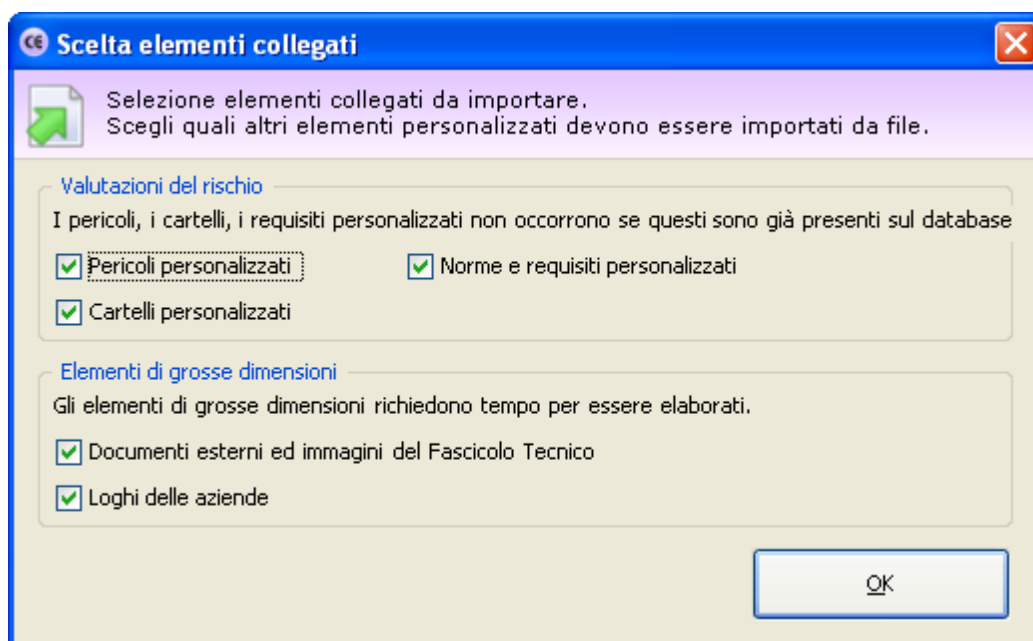 CE Scelta elementi collegati
Selezione elementi collegati da importare.
Scegli quali altri elementi personalizzati devono essere importati da file.
Valutazioni del rischio
I pericoli, i cartelli, i requisiti personalizzati non occorrono se questi sono già presenti sul database
Pericoli personalizzati
Norme e requisiti personalizzati
Cartelli personalizzati
Elementi di grosse dimensioni
Gli elementi di grosse dimensioni richiedono tempo per essere elaborati.
Documenti esterni ed immagini del Fascicolo Tecnico
Loghi delle aziende
OK